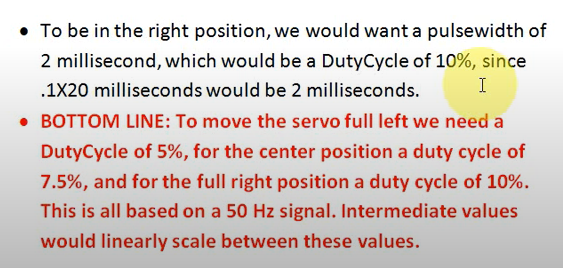 • To be in the right position, we would want a pulsewidth of
2 millisecond, which would be a DutyCycle of 10%, since
.1X20 milliseconds would be 2 milliseconds.
• BOTTOM LINE: To move the servo full left we need a
DutyCycle of 5%, for the center position a duty cycle of
7.5%, and for the full right position a duty cycle of 10%.
This is all based on a 50 Hz signal. Intermediate values
would linearly scale between these values.